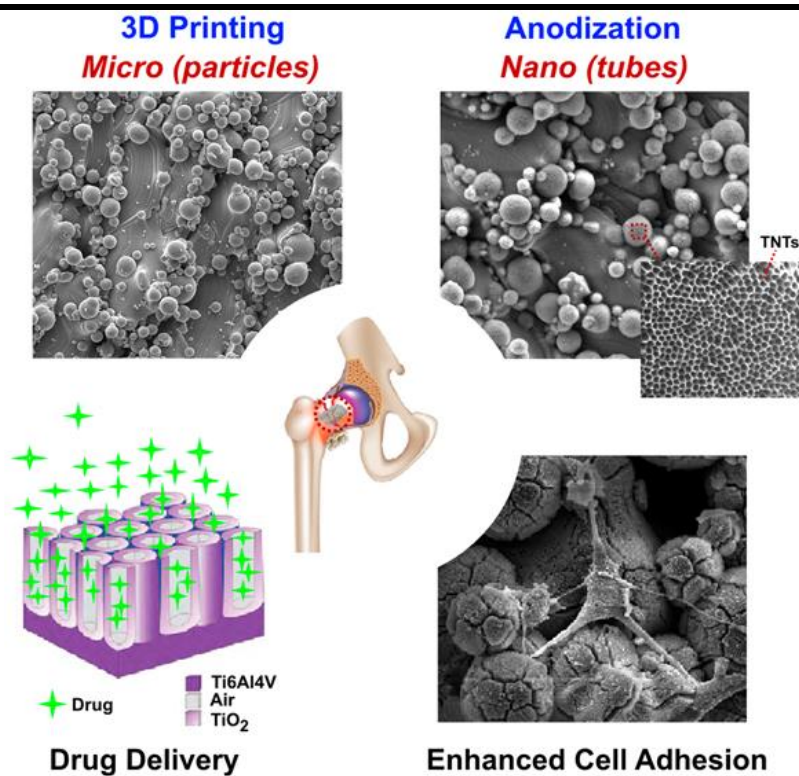 3D Printing
Micro (particles)
Anodization
Nano (tubes)
TNTs
Drug
Ti6Al4V
Air
TiO₂
Drug Delivery
Enhanced Cell Adhesion